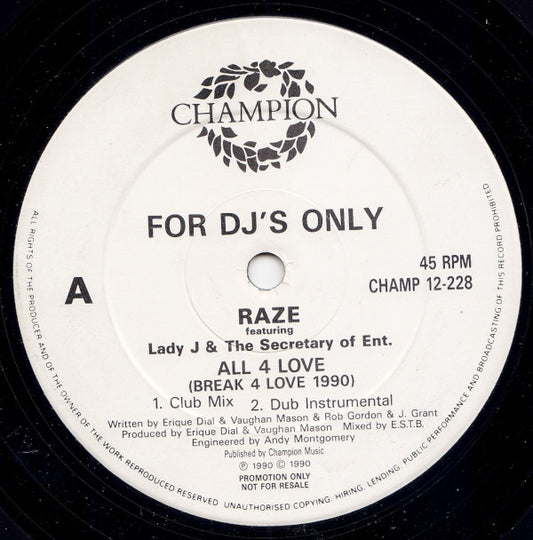 CHAMPION
FOR DJ'S ONLY
A
45 RPM
CHAMP 12-228
RAZE
featuring
Lady J & The Secretary of Ent.
ALL 4 LOVE
(BREAK 4 LOVE 1990)
1. Club Mix 2. Dub Instrumental
Written by Erique Dial & Vaughan Mason & Rob Gordon & J. Grant
Produced by Erique Dial & Vaughan Mason Mixed by E.S.T.B.
Engineered by Andy Montgomery
Published by Champion Music
℗ 1990 © 1990
PROMOTION ONLY
NOT FOR RESALE
ALL RIGHTS OF THE PRODUCER AND OF THE OWNER OF THE WORK REPRODUCED RESERVED. UNAUTHORISED COPYING, HIRING, LENDING, PUBLIC PERFORMANCE AND BROADCASTING OF THIS RECORD PROHIBITED